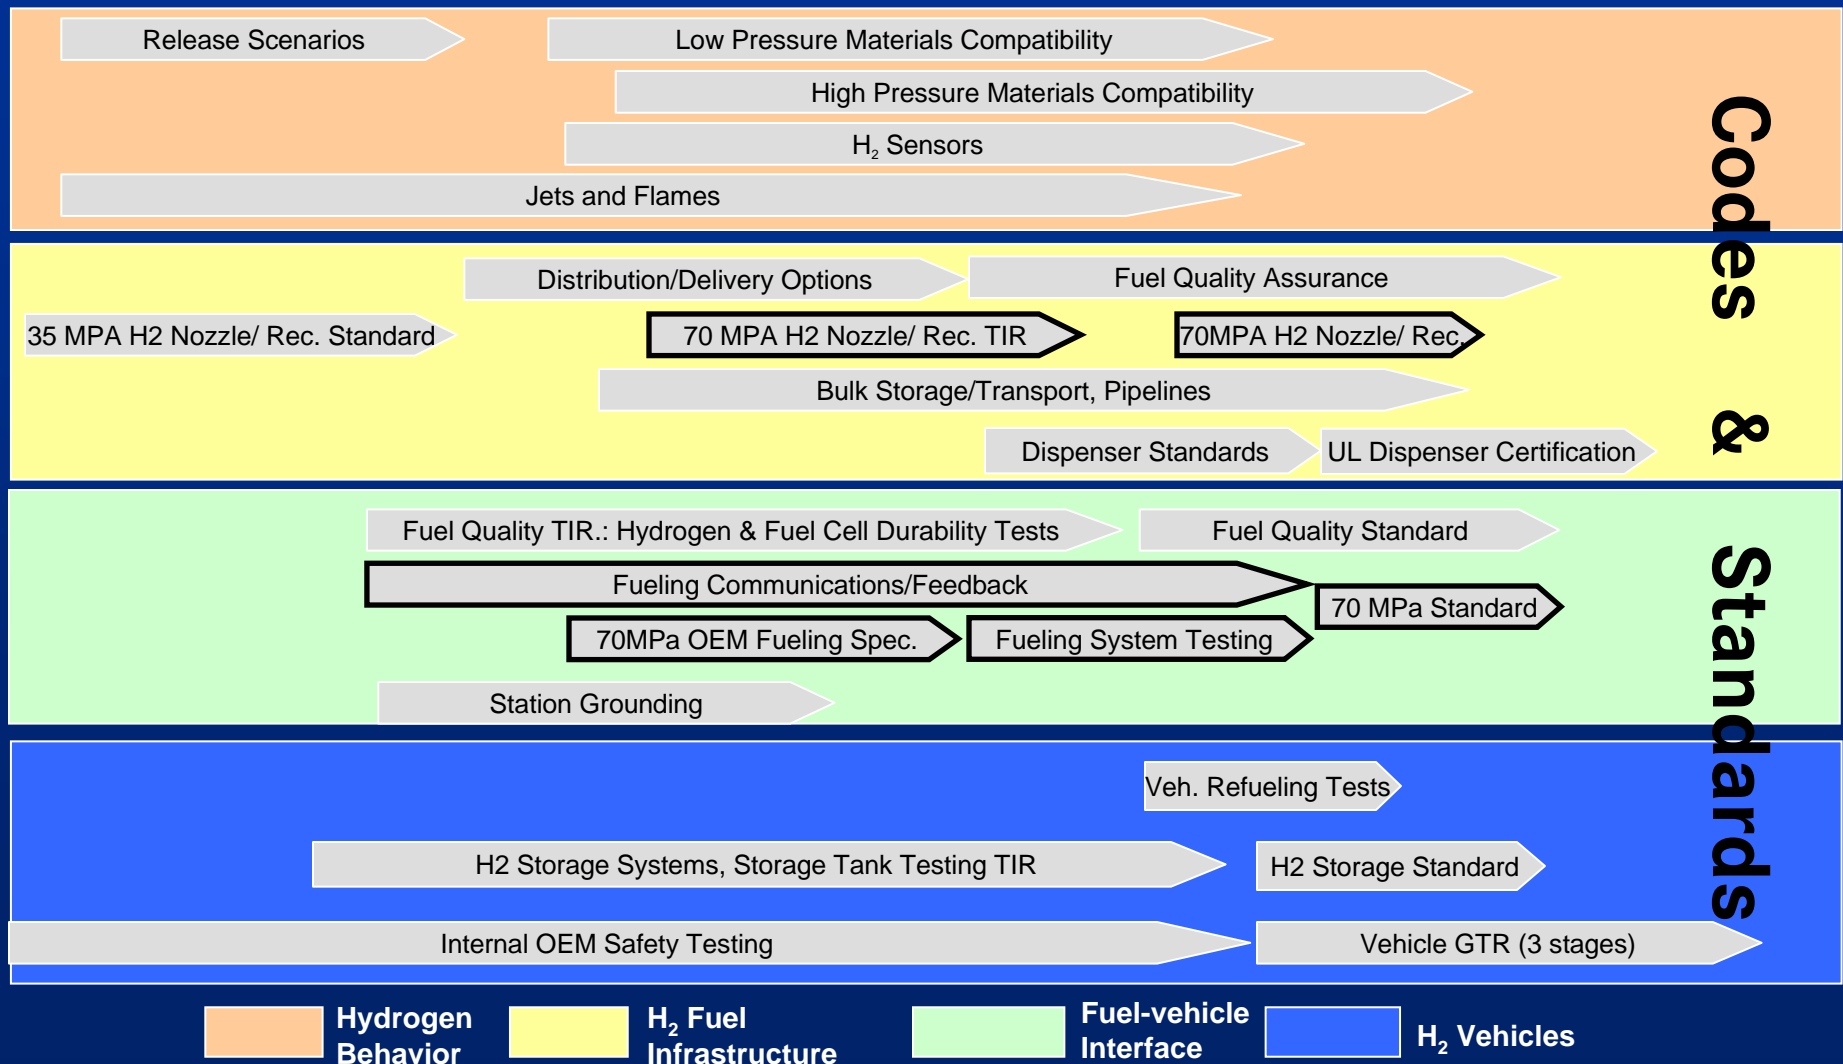 Release Scenarios
Low Pressure Materials Compatibility
High Pressure Materials Compatibility
H₂ Sensors
Jets and Flames
Distribution/Delivery Options
Fuel Quality Assurance
35 MPA H2 Nozzle/ Rec. Standard
70 MPA H2 Nozzle/ Rec. TIR
70MPA H2 Nozzle/ Rec.
Bulk Storage/Transport, Pipelines
Dispenser Standards
UL Dispenser Certification
Fuel Quality TIR.: Hydrogen & Fuel Cell Durability Tests
Fuel Quality Standard
Fueling Communications/Feedback
70 MPa Standard
70MPa OEM Fueling Spec.
Fueling System Testing
Station Grounding
Veh. Refueling Tests
H2 Storage Systems, Storage Tank Testing TIR
H2 Storage Standard
Internal OEM Safety Testing
Vehicle GTR (3 stages)
Codes & Standards
Hydrogen
Behavior
H₂ Fuel
Infrastructure
Fuel-vehicle
Interface
H₂ Vehicles